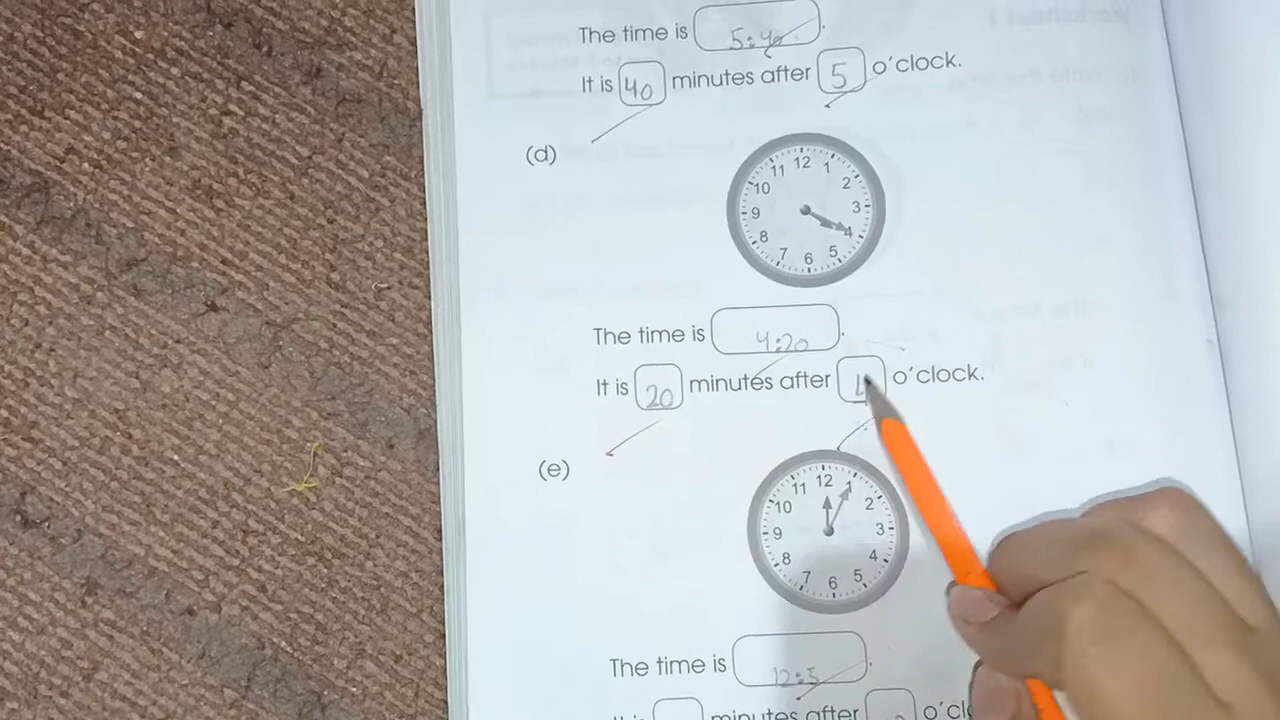 The time is 5:40.
It is 40 minutes after 5 o'clock.
(d)
12
11 1
10 2
9 3
8 4
7 5
6
The time is 4:20.
It is 20 minutes after 4 o'clock.
(e)
12
11 1
10 2
9 3
8 4
7 5
6
The time is 12:5.
minutes after